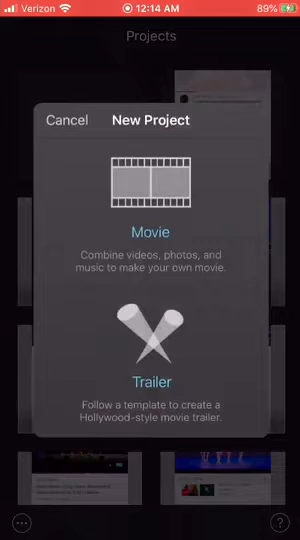 Verizon 12:14 AM 89%
Projects
Cancel New Project
Movie
Combine videos, photos, and
music to make your own movie.
Trailer
Follow a template to create a
Hollywood-style movie trailer.
?